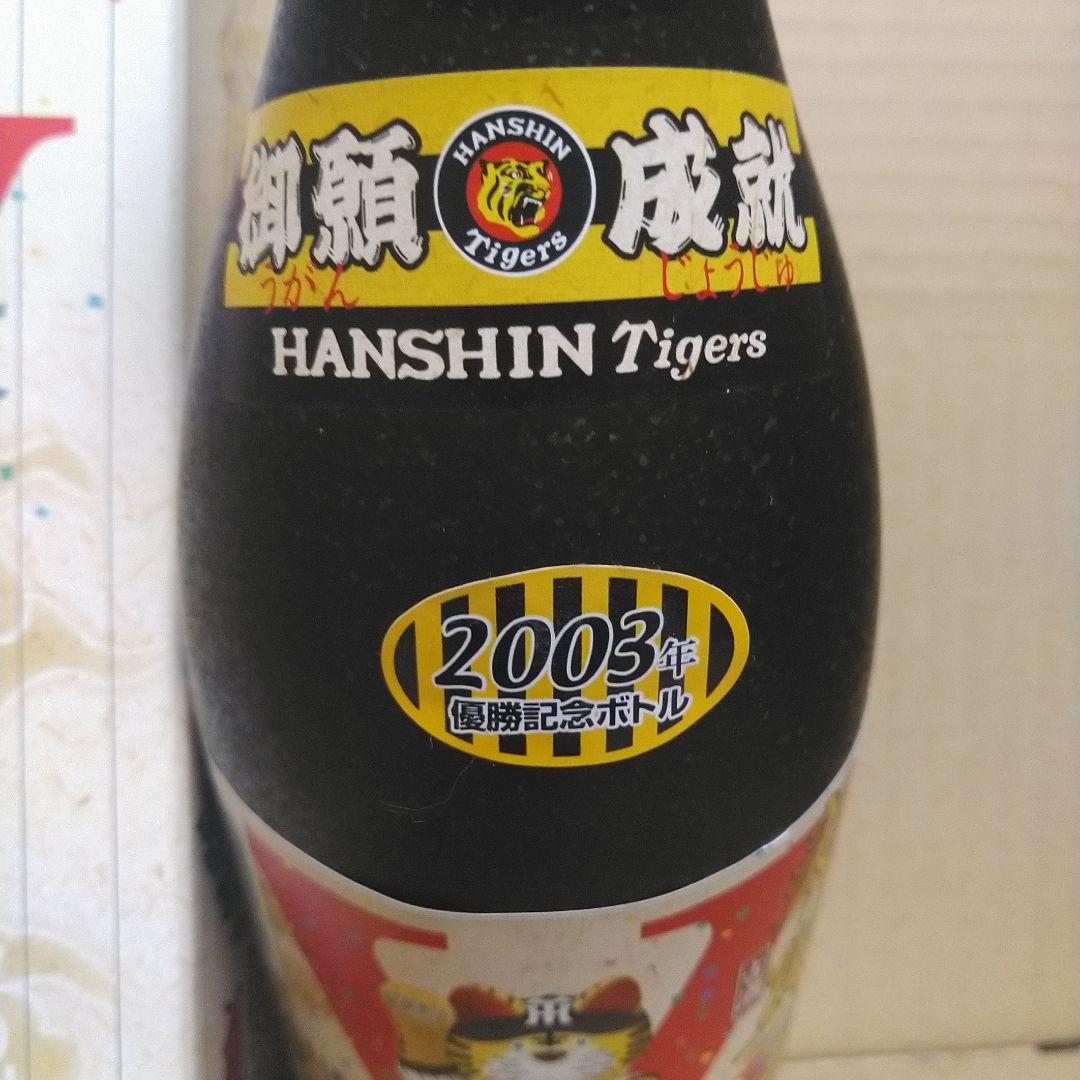 御願 成就
HANSHIN
Tigers
うがん じょうじゅ
HANSHIN Tigers
2003年
優勝記念ボトル